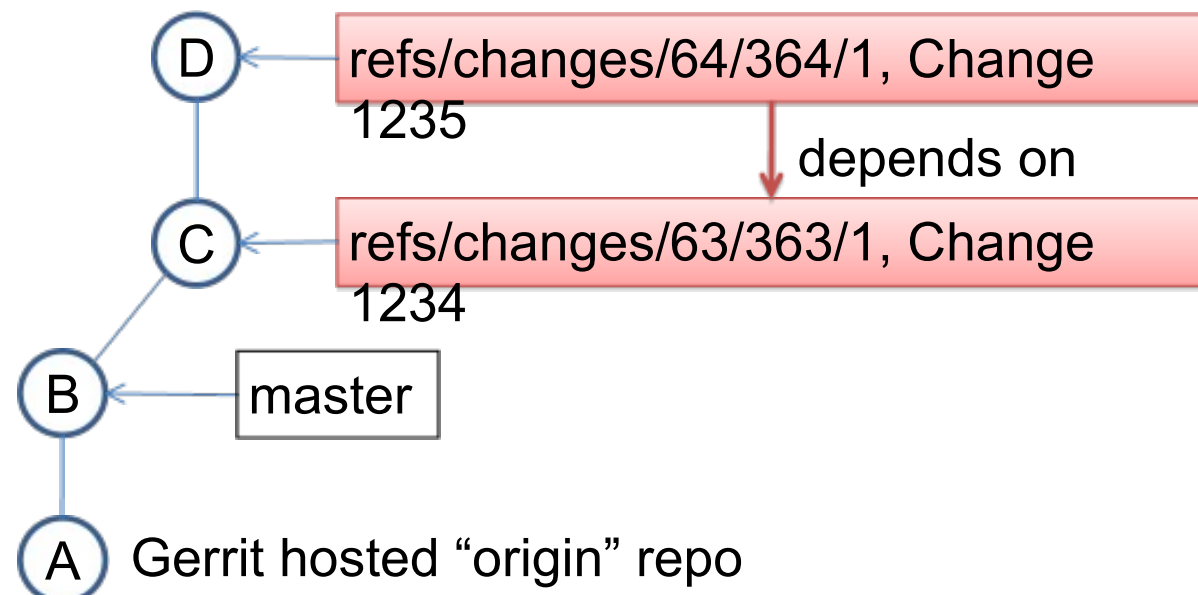 D
refs/changes/64/364/1, Change
1235
depends on
C
refs/changes/63/363/1, Change
1234
B
master
A
Gerrit hosted “origin” repo